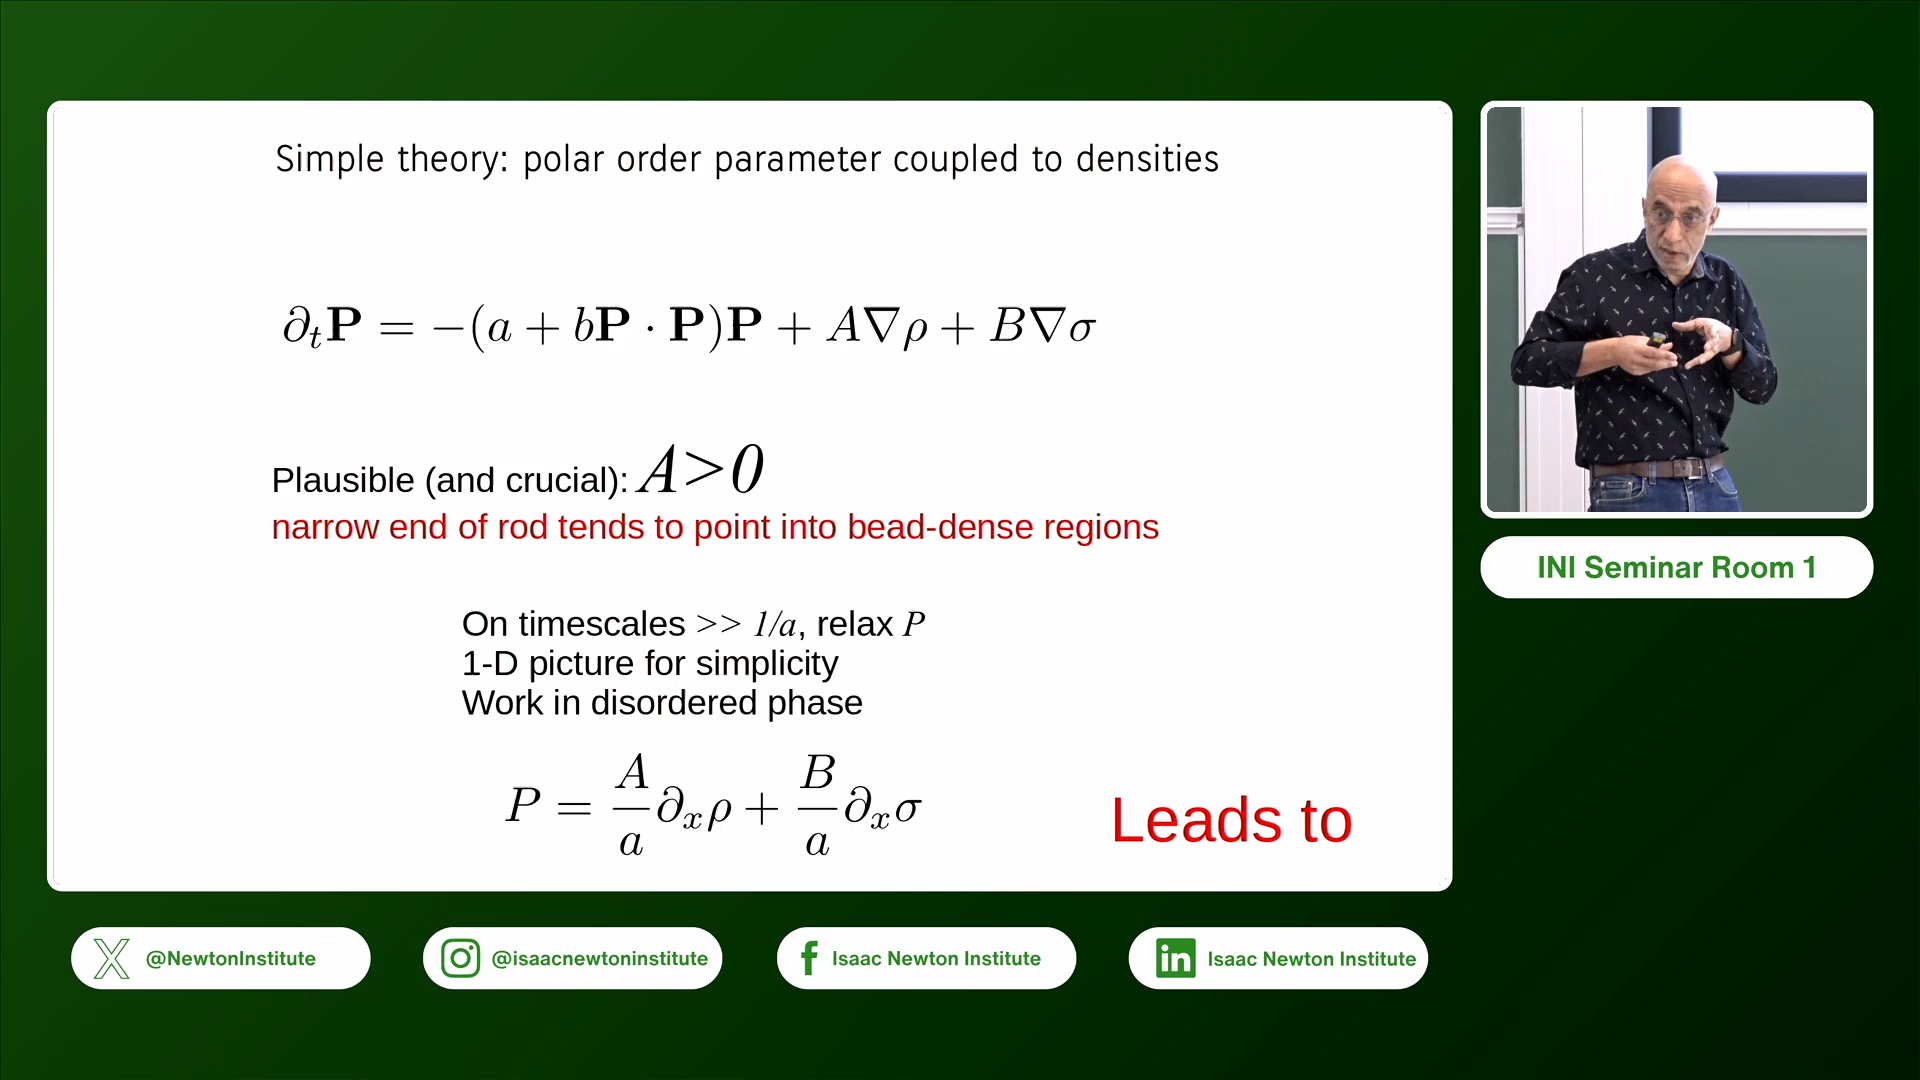 Simple theory: polar order parameter coupled to densities
∂ₜ𝐏 = −(a + b𝐏 · 𝐏)𝐏 + A∇ρ + B∇σ
Plausible (and crucial): A>0
narrow end of rod tends to point into bead-dense regions
On timescales >> 1/a, relax P
1-D picture for simplicity
Work in disordered phase
P = A/a ∂ₓρ + B/a ∂ₓσ
Leads to
INI Seminar Room 1
@NewtonInstitute
@isaacnewtoninstitute
Isaac Newton Institute
Isaac Newton Institute